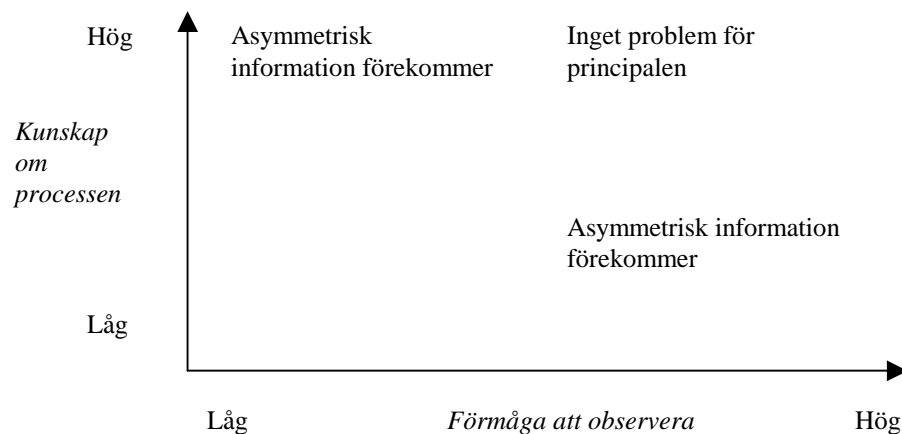 Hög
Asymmetrisk
information förekommer
Inget problem för
principalen
Kunskap
om
processen
Asymmetrisk information
förekommer
Låg
Låg
Förmåga att observera
Hög